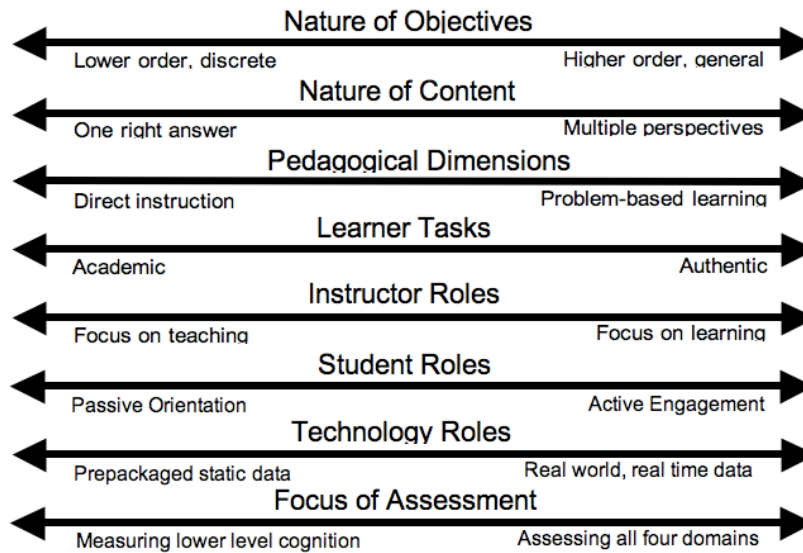 Nature of Objectives
Lower order, discrete Higher order, general
Nature of Content
One right answer Multiple perspectives
Pedagogical Dimensions
Direct instruction Problem-based learning
Learner Tasks
Academic Authentic
Instructor Roles
Focus on teaching Focus on learning
Student Roles
Passive Orientation Active Engagement
Technology Roles
Prepackaged static data Real world, real time data
Focus of Assessment
Measuring lower level cognition Assessing all four domains